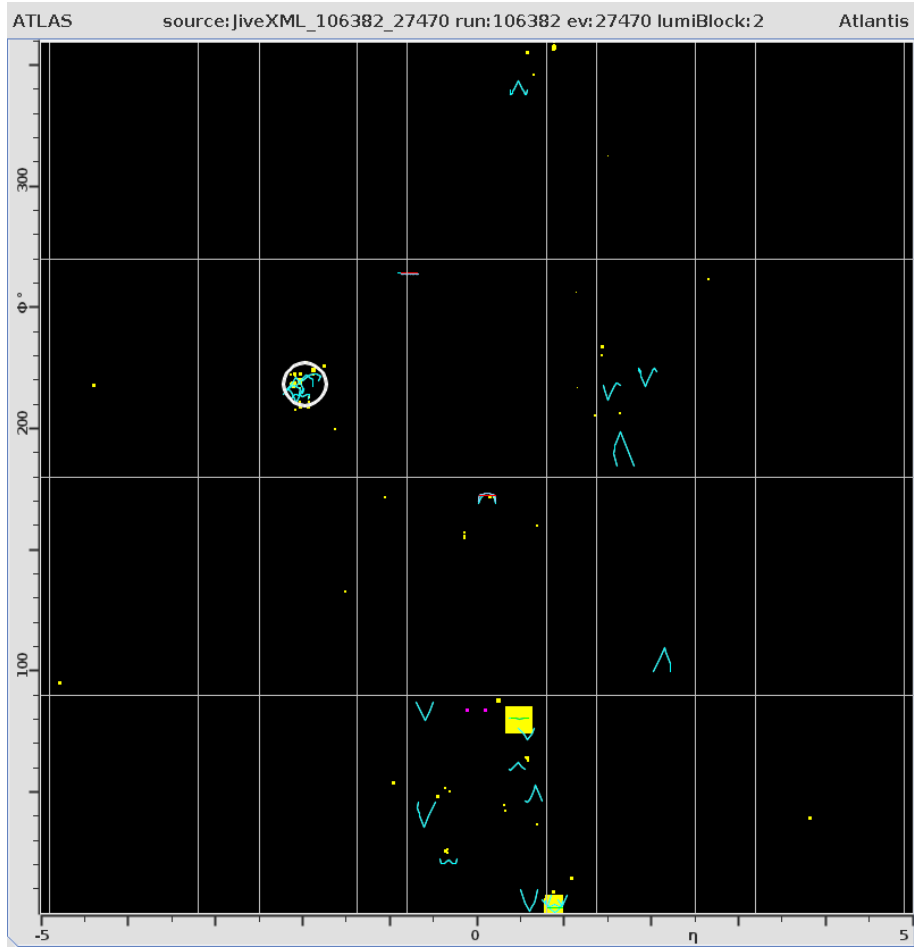 ATLAS source:JiveXML_106382_27470 run:106382 ev:27470 lumiBlock:2 Atlantis
300
Φ°
200
100
-5 0 η 5